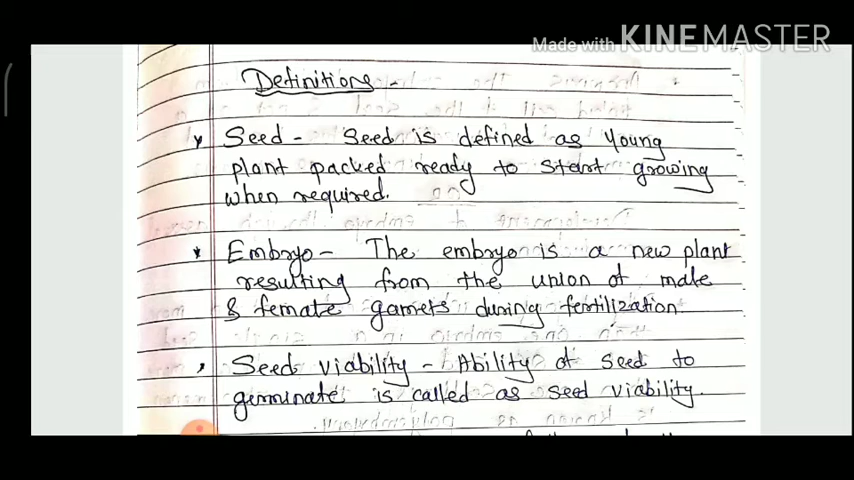 Made with KINEMASTER
Definitions -
Seed - Seed is defined as Young
plant packed ready to start growing
when required.
* Embryo - The embryo is a new plant
resulting from the union of male
& female gamets during fertilization.
Seed viability - Ability of seed to
germinate is called as seed viability.